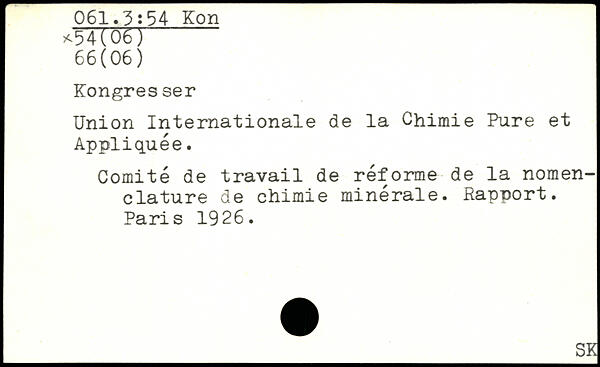 061.3:54 Kon
×54(06)
66(06)
Kongresser
Union Internationale de la Chimie Pure et
Appliquée.
Comité de travail de réforme de la nomen-
clature de chimie minérale. Rapport.
Paris 1926.
SK